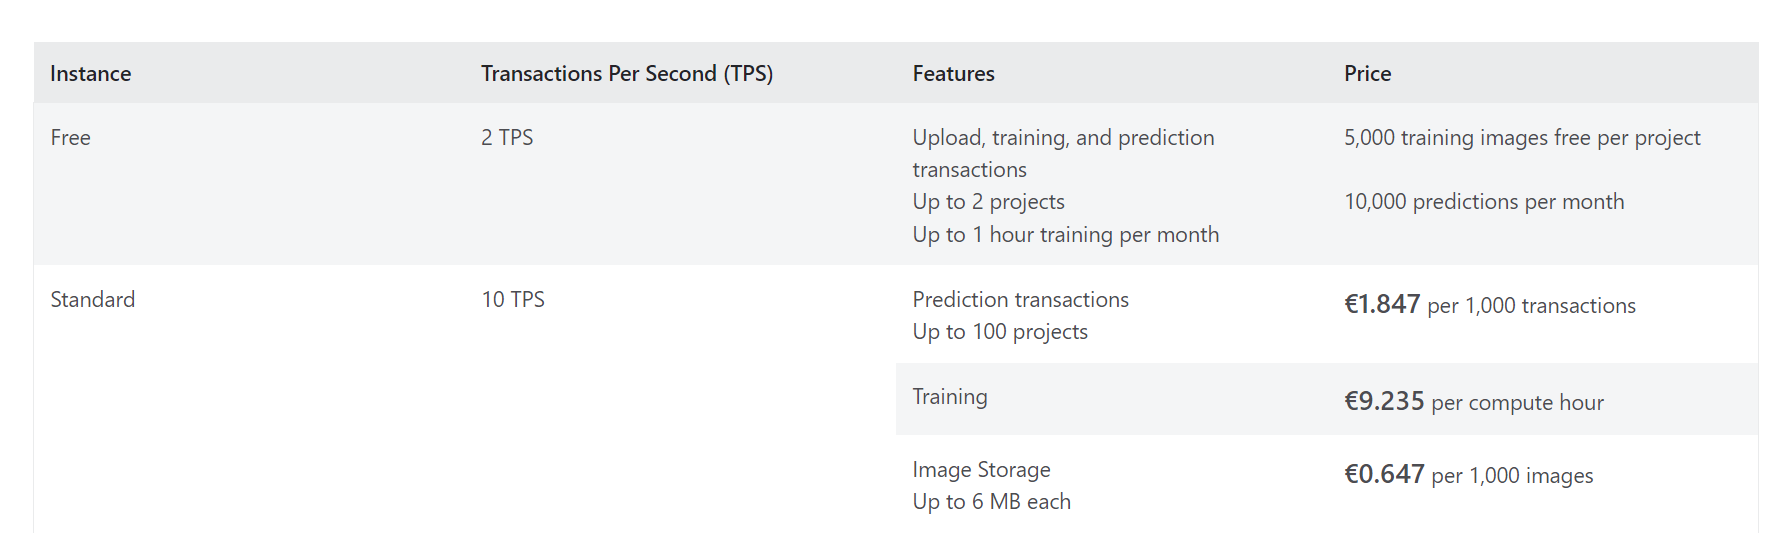 Instance Transactions Per Second (TPS) Features Price
Free 2 TPS Upload, training, and prediction 5,000 training images free per project
transactions
Up to 2 projects 10,000 predictions per month
Up to 1 hour training per month
Standard 10 TPS Prediction transactions €1.847 per 1,000 transactions
Up to 100 projects
Training €9.235 per compute hour
Image Storage €0.647 per 1,000 images
Up to 6 MB each